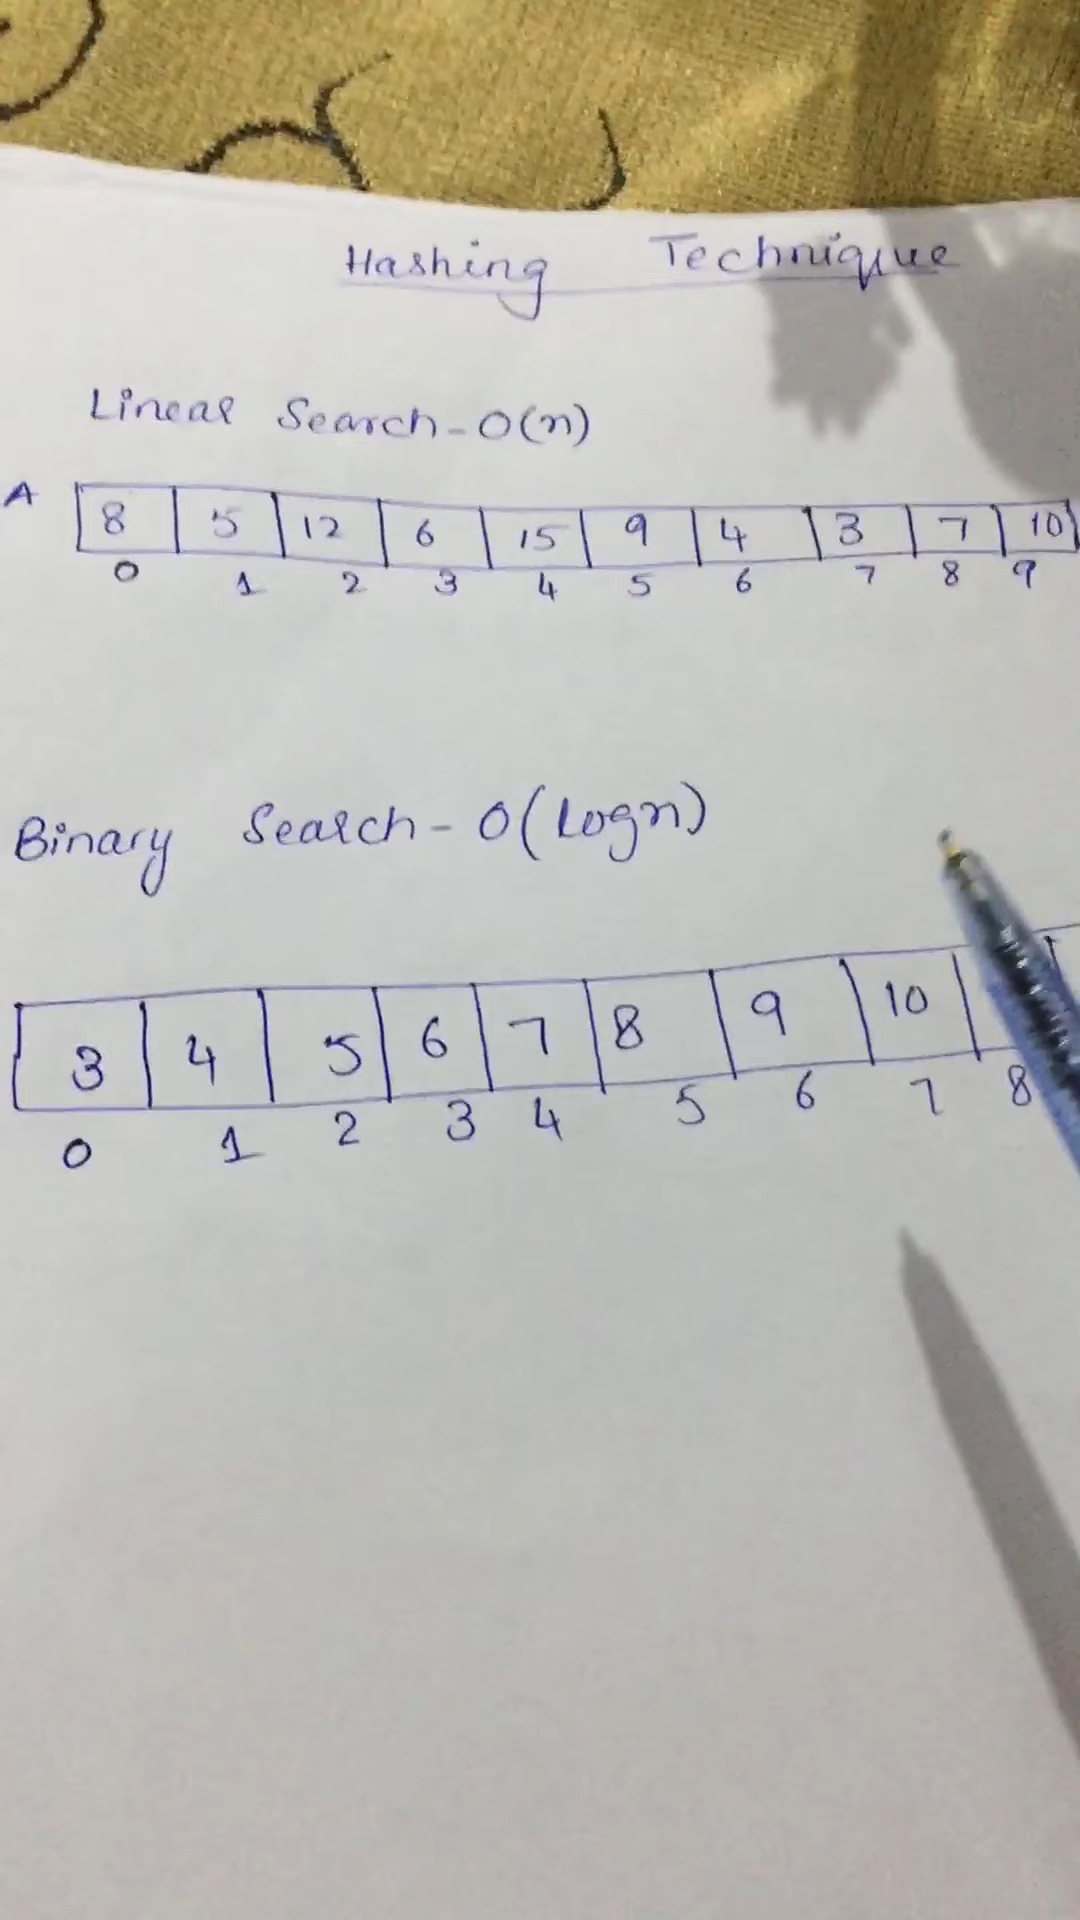 Hashing Technique
Linear Search - O(n)
A 8 5 12 6 15 9 4 3 7 10
0 1 2 3 4 5 6 7 8 9
Binary Search - O(logn)
3 4 5 6 7 8 9 10
0 1 2 3 4 5 6 7 8